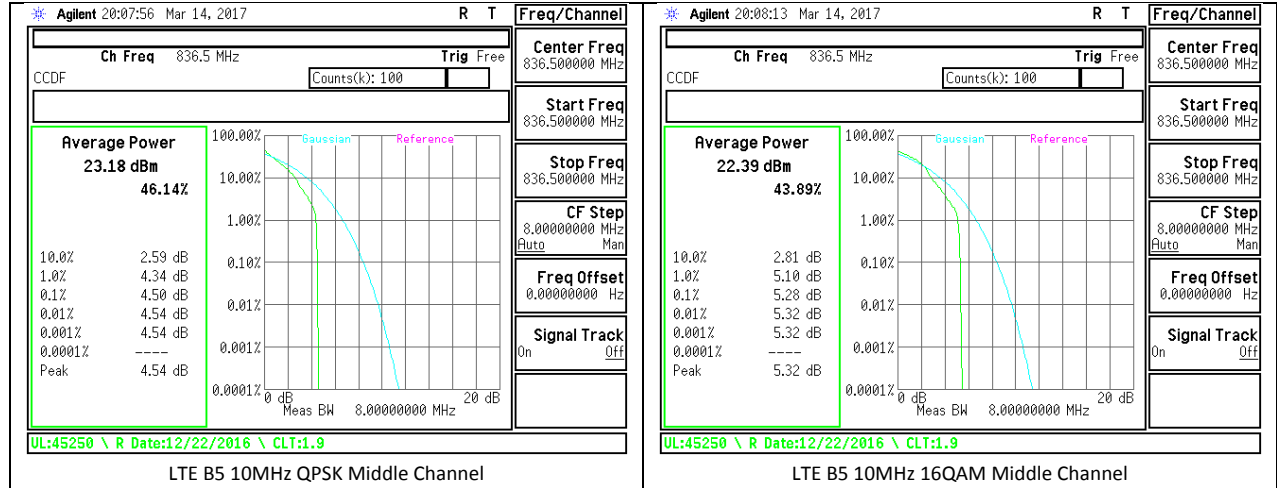 Agilent 20:07:56 Mar 14, 2017 R T
Freq/Channel
Ch Freq 836.5 MHz Trig Free
CCDF Counts(k): 100
Average Power
23.18 dBm
46.14%
10.0% 2.59 dB
1.0% 4.34 dB
0.1% 4.50 dB
0.01% 4.54 dB
0.001% 4.54 dB
0.0001% ----
Peak 4.54 dB
Gaussian Reference
100.00%
10.00%
1.00%
0.10%
0.01%
0.001%
0.0001%
0 dB 20 dB
Meas BW 8.00000000 MHz
Center Freq
836.500000 MHz
Start Freq
836.500000 MHz
Stop Freq
836.500000 MHz
CF Step
8.00000000 MHz
Auto Man
Freq Offset
0.00000000 Hz
Signal Track
On Off
UL:45250 \ R Date:12/22/2016 \ CLT:1.9
LTE B5 10MHz QPSK Middle Channel
Agilent 20:08:13 Mar 14, 2017 R T
Freq/Channel
Ch Freq 836.5 MHz Trig Free
CCDF Counts(k): 100
Average Power
22.39 dBm
43.89%
10.0% 2.81 dB
1.0% 5.10 dB
0.1% 5.28 dB
0.01% 5.32 dB
0.001% 5.32 dB
0.0001% ----
Peak 5.32 dB
Gaussian Reference
100.00%
10.00%
1.00%
0.10%
0.01%
0.001%
0.0001%
0 dB 20 dB
Meas BW 8.00000000 MHz
Center Freq
836.500000 MHz
Start Freq
836.500000 MHz
Stop Freq
836.500000 MHz
CF Step
8.00000000 MHz
Auto Man
Freq Offset
0.00000000 Hz
Signal Track
On Off
UL:45250 \ R Date:12/22/2016 \ CLT:1.9
LTE B5 10MHz 16QAM Middle Channel